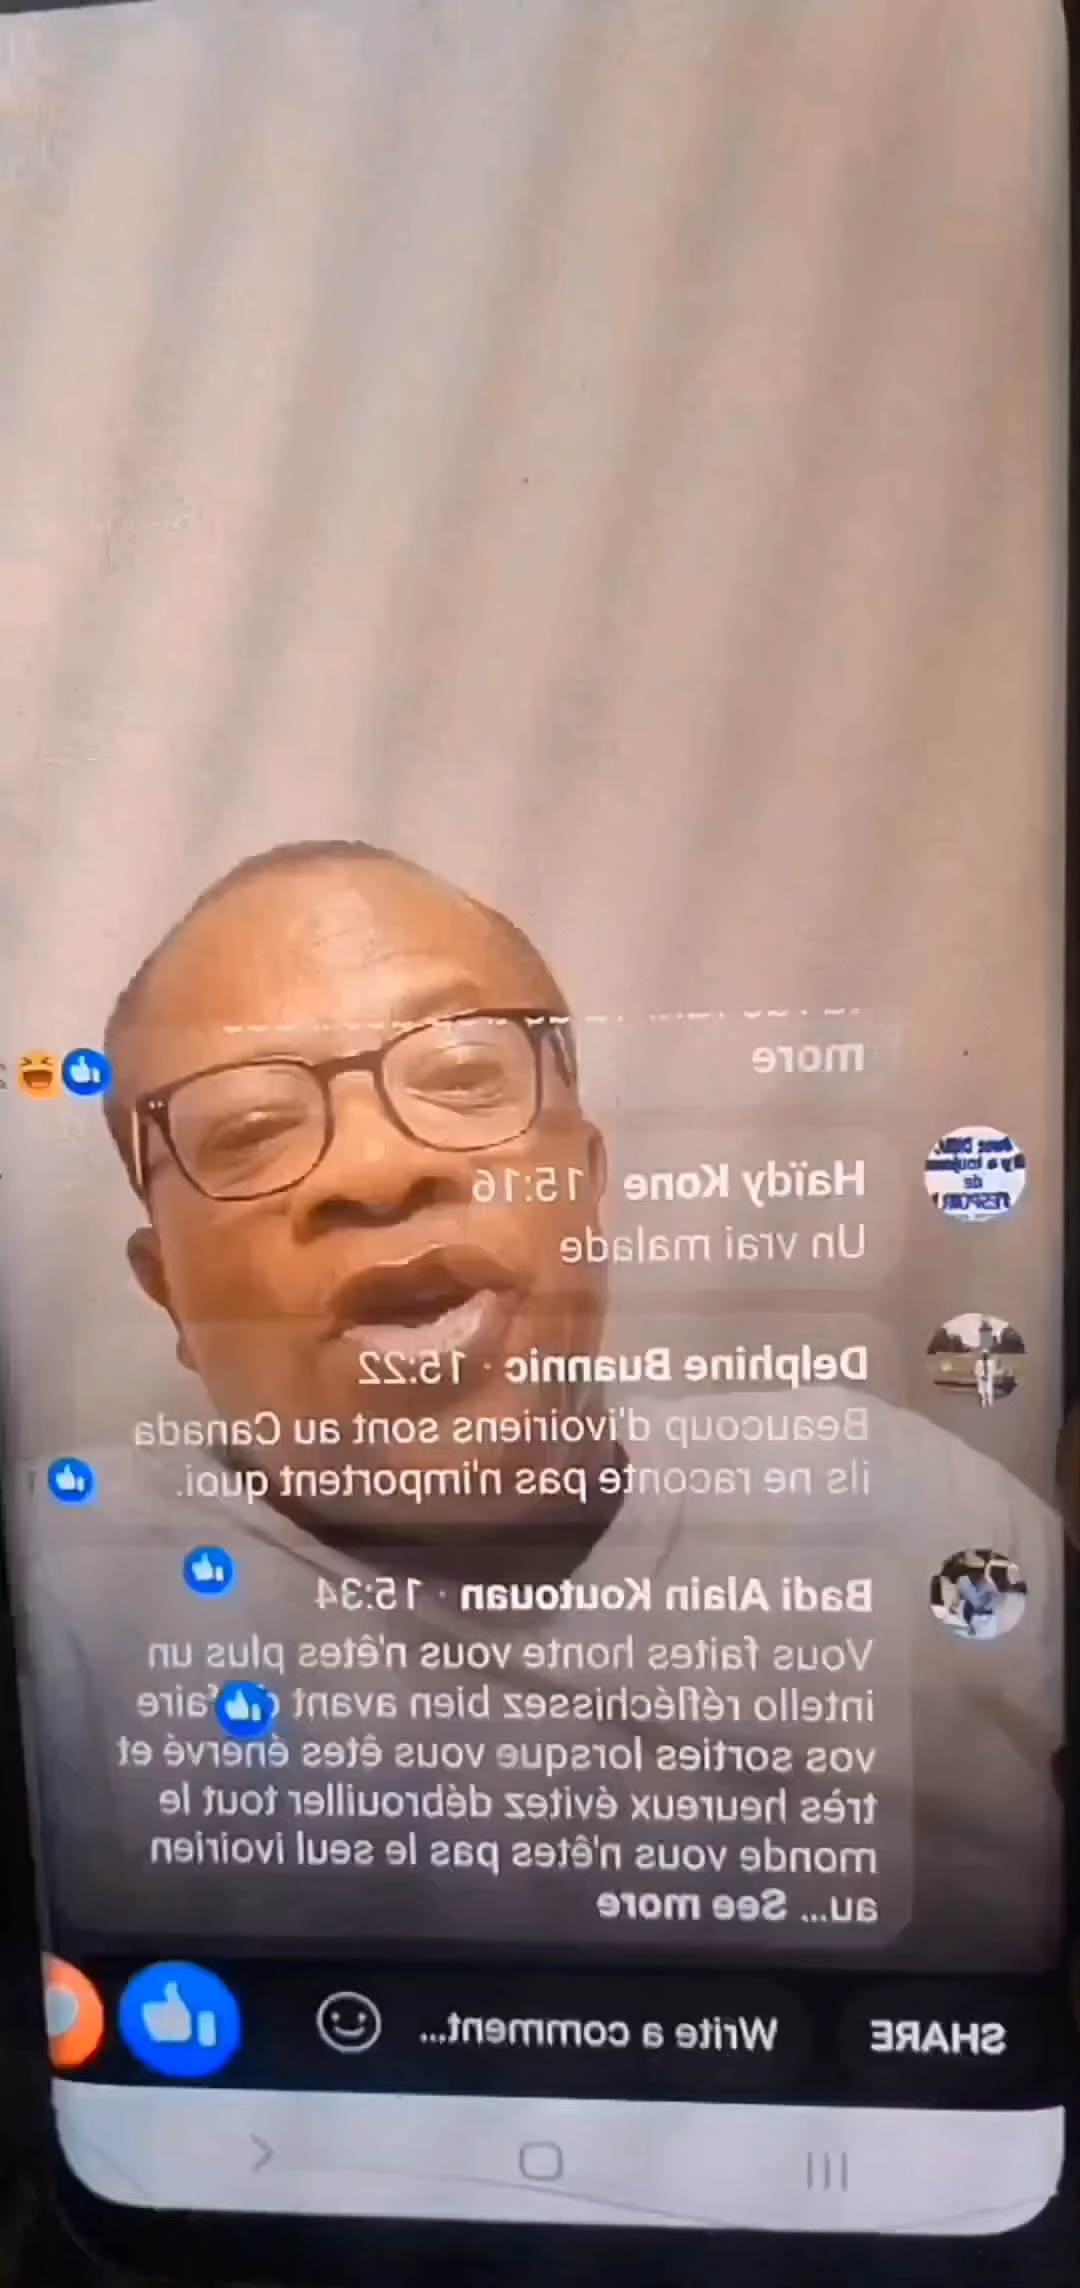 more
Haïdy Kone 15:16
Un vrai malade
Delphine Buannic · 15:22
Beaucoup d'ivoiriens sont au Canada
ils ne raconte pas n'importent quoi.
Badi Alain Koutouan · 15:34
Vous faites honte vous n'êtes plus un
intello réfléchissez bien avant faire
vos sorties lorsque vous êtes énervé et
très heureux évitez débrouiller tout le
monde vous n'êtes pas le seul ivoirien
au... See more
SHARE
Write a comment...